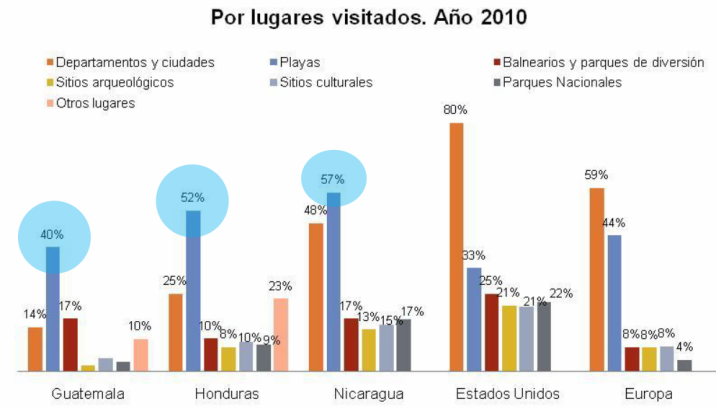 Por lugares visitados. Año 2010
Departamentos y ciudades
Playas
Balnearios y parques de diversión
Sitios arqueológicos
Sitios culturales
Parques Nacionales
Otros lugares
14%
40%
17%
10%
25%
52%
10%
8%
10%
9%
23%
48%
57%
17%
13%
15%
17%
80%
33%
25%
21%
21%
22%
59%
44%
8%
8%
8%
4%
Guatemala
Honduras
Nicaragua
Estados Unidos
Europa